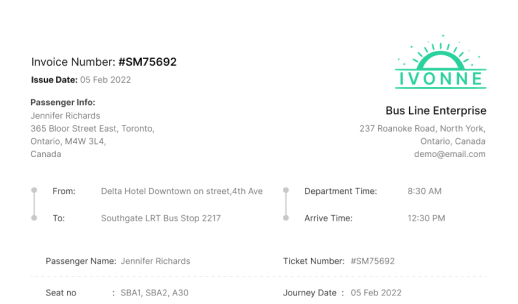 IVONNE
Invoice Number: #SM75692
Issue Date: 05 Feb 2022
Passenger Info:
Jennifer Richards
365 Bloor Street East, Toronto,
Ontario, M4W 3L4,
Canada
Bus Line Enterprise
237 Roanoke Road, North York,
Ontario, Canada
demo@email.com
From: Delta Hotel Downtown on street,4th Ave
Department Time: 8:30 AM
To: Southgate LRT Bus Stop 2217
Arrive Time: 12:30 PM
Passenger Name: Jennifer Richards
Ticket Number: #SM75692
Seat no : SBA1, SBA2, A30
Journey Date : 05 Feb 2022